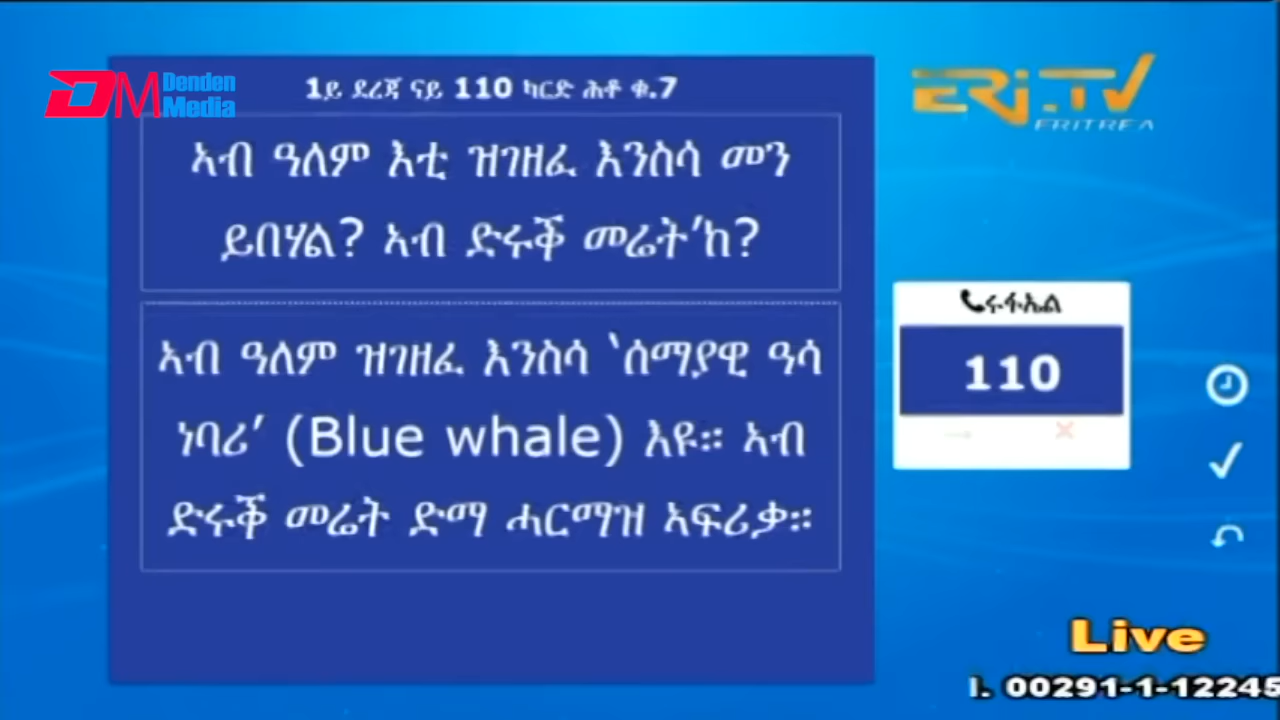 DM Denden Media
1ይ ደረጃ ናይ 110 ካርድ ሕቶ ቁ.7
ERi.TV
ERITREA
ኣብ ዓለም እቲ ዝገዘፈ እንስሳ መን
ይበሃል? ኣብ ድሩቕ መሬት'ከ?
ኣብ ዓለም ዝገዘፈ እንስሳ ‘ሰማያዊ ዓሳ
ነባሪ’ (Blue whale) እዩ። ኣብ
ድሩቕ መሬት ድማ ሓርማዝ ኣፍሪቃ።
ሩፋኤል
110
Live
. 00291-1-12245